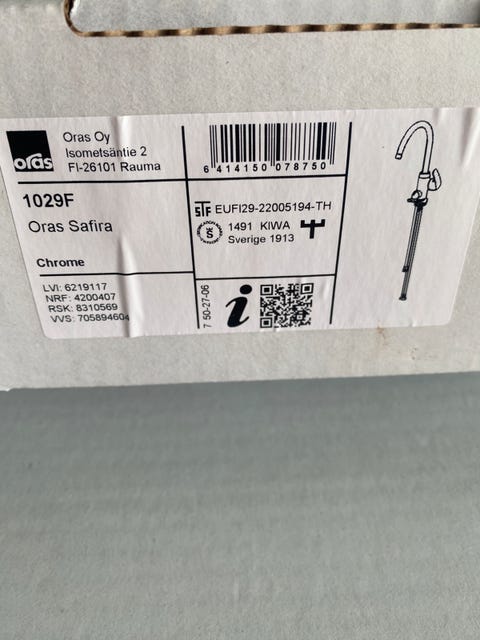 oras
Oras Oy
Isometsäntie 2
FI-26101 Rauma
1029F
Oras Safira
Chrome
LVI: 6219117
NRF: 4200407
RSK: 8310569
VVS: 705894604
6 414150 078750
STF EUFI29-22005194-TH
1491 KIWA
Sverige 1913
7 50-27-06
i